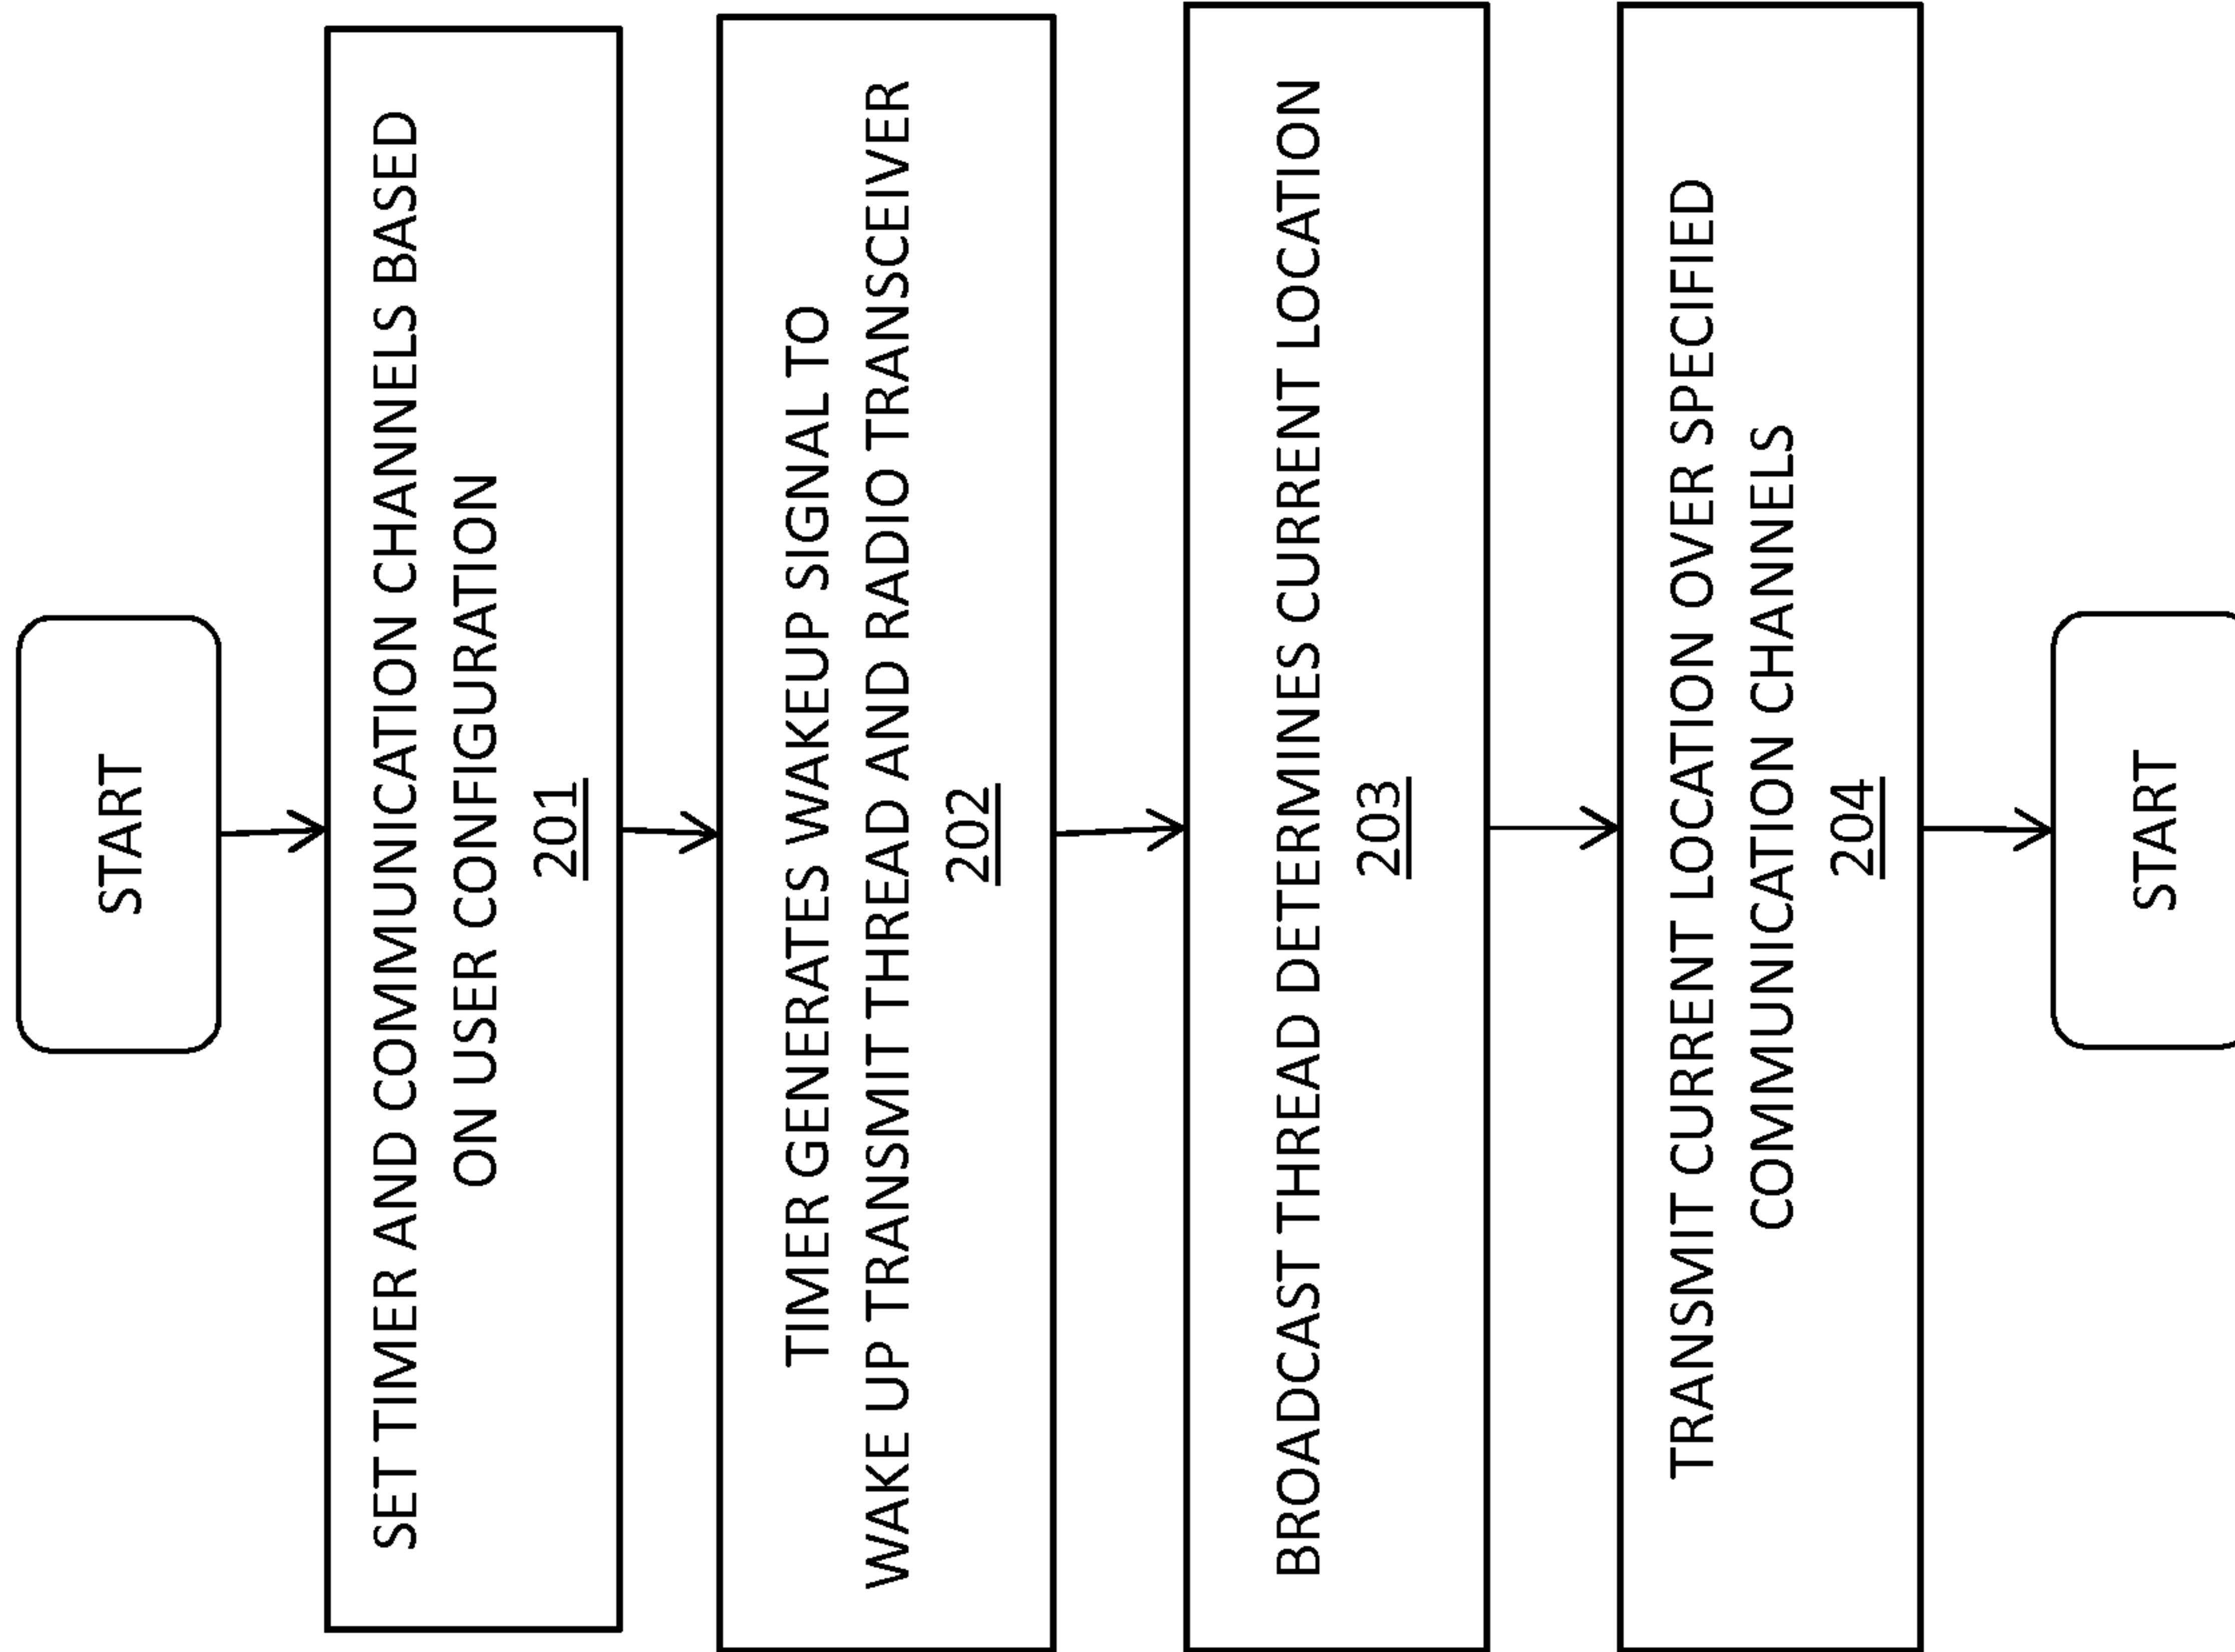 START
SET TIMER AND COMMUNICATION CHANNELS BASED
ON USER CONFIGURATION
201
TIMER GENERATES WAKEUP SIGNAL TO
WAKE UP TRANSMIT THREAD AND RADIO TRANSCEIVER
202
BROADCAST THREAD DETERMINES CURRENT LOCATION
203
TRANSMIT CURRENT LOCATION OVER SPECIFIED
COMMUNICATION CHANNELS
204
START